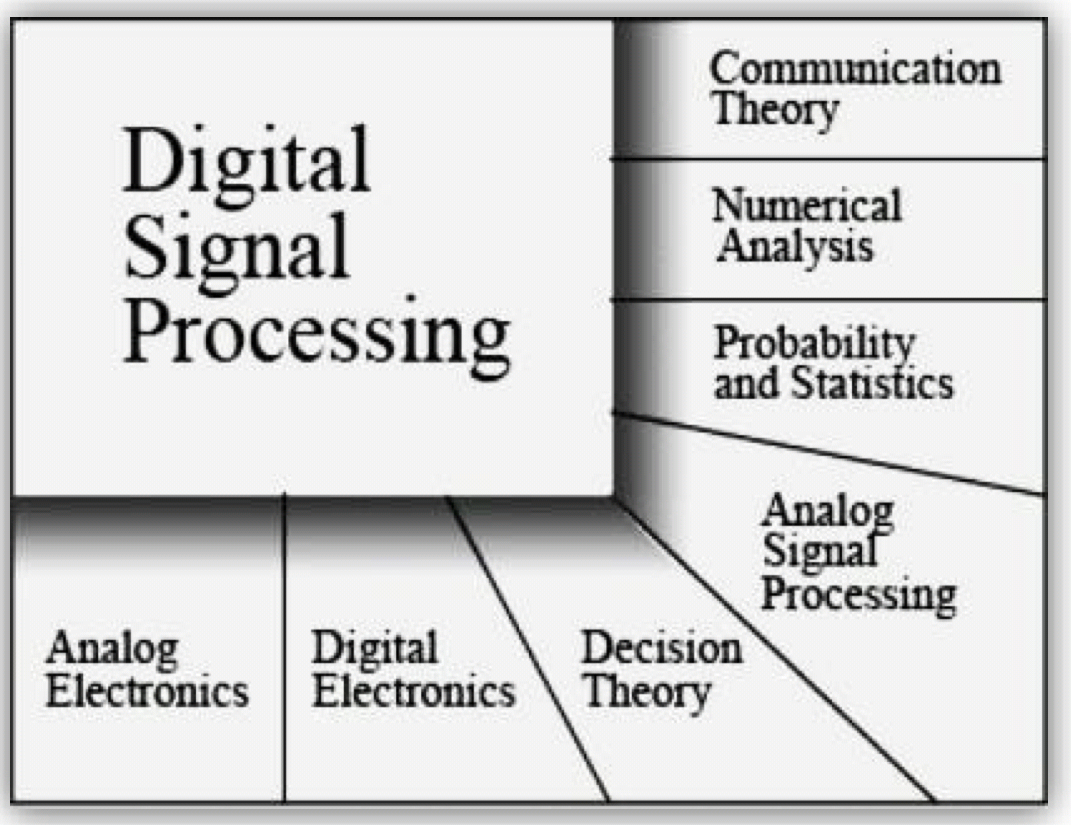 Digital
Signal
Processing
Communication
Theory
Numerical
Analysis
Probability
and Statistics
Analog
Signal
Processing
Decision
Theory
Digital
Electronics
Analog
Electronics